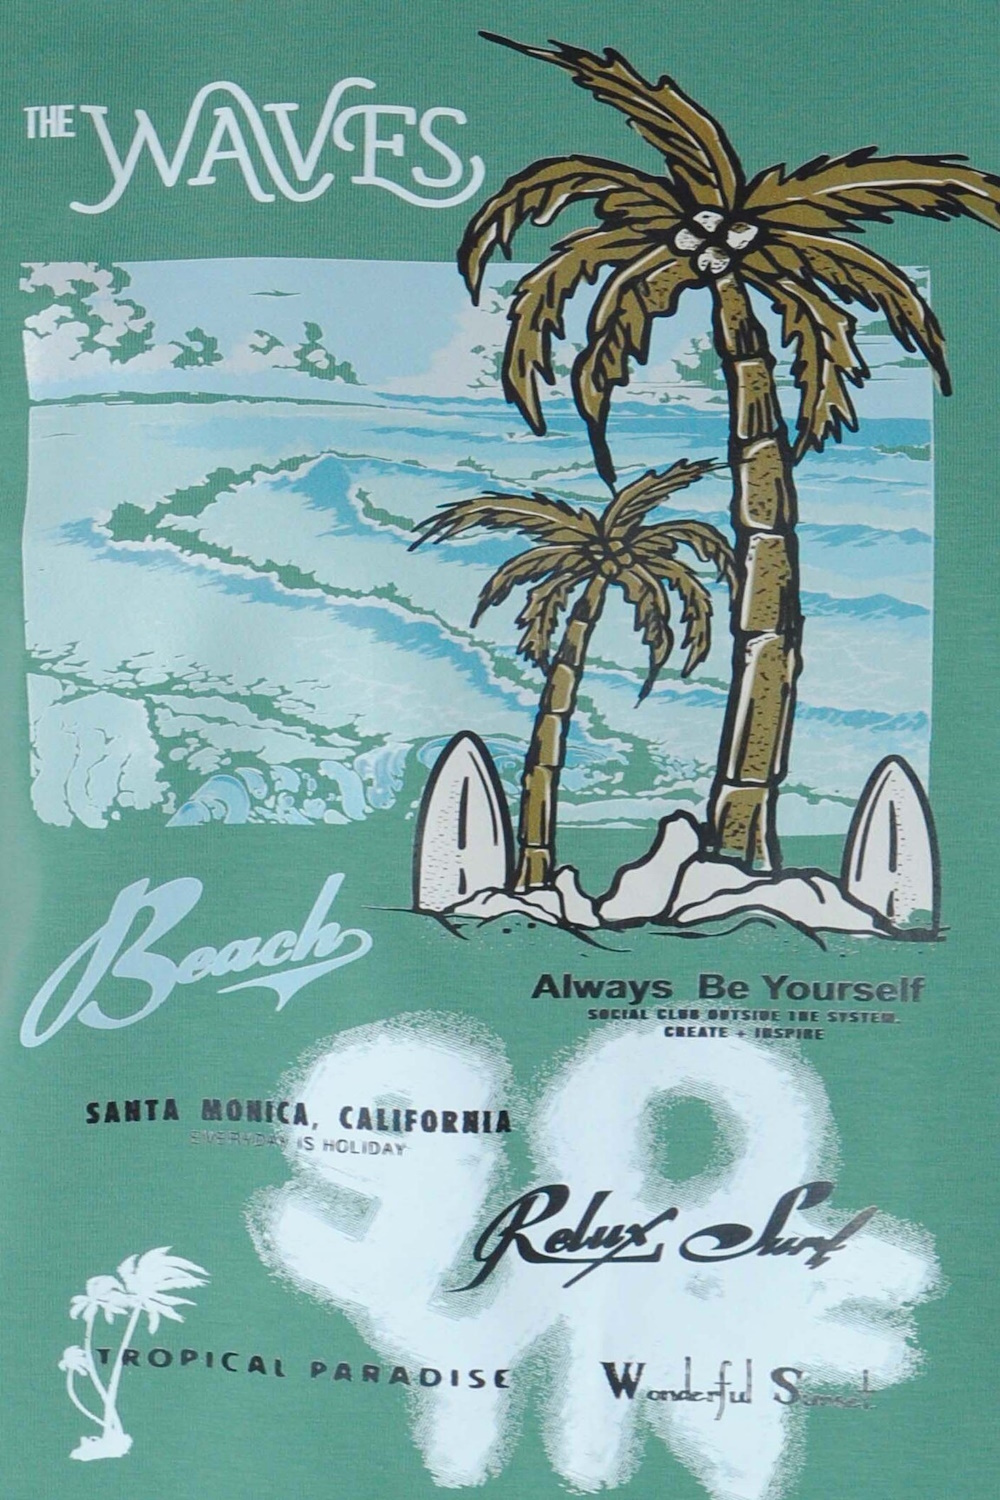 THE WAVES
Beach
Always Be Yourself
SOCIAL CLUB OUTSIDE THE SYSTEM.
CREATE + INSPIRE
SANTA MONICA, CALIFORNIA
EVERYDAY IS HOLIDAY
Relux Surf
TROPICAL PARADISE
Wonderful Sunset